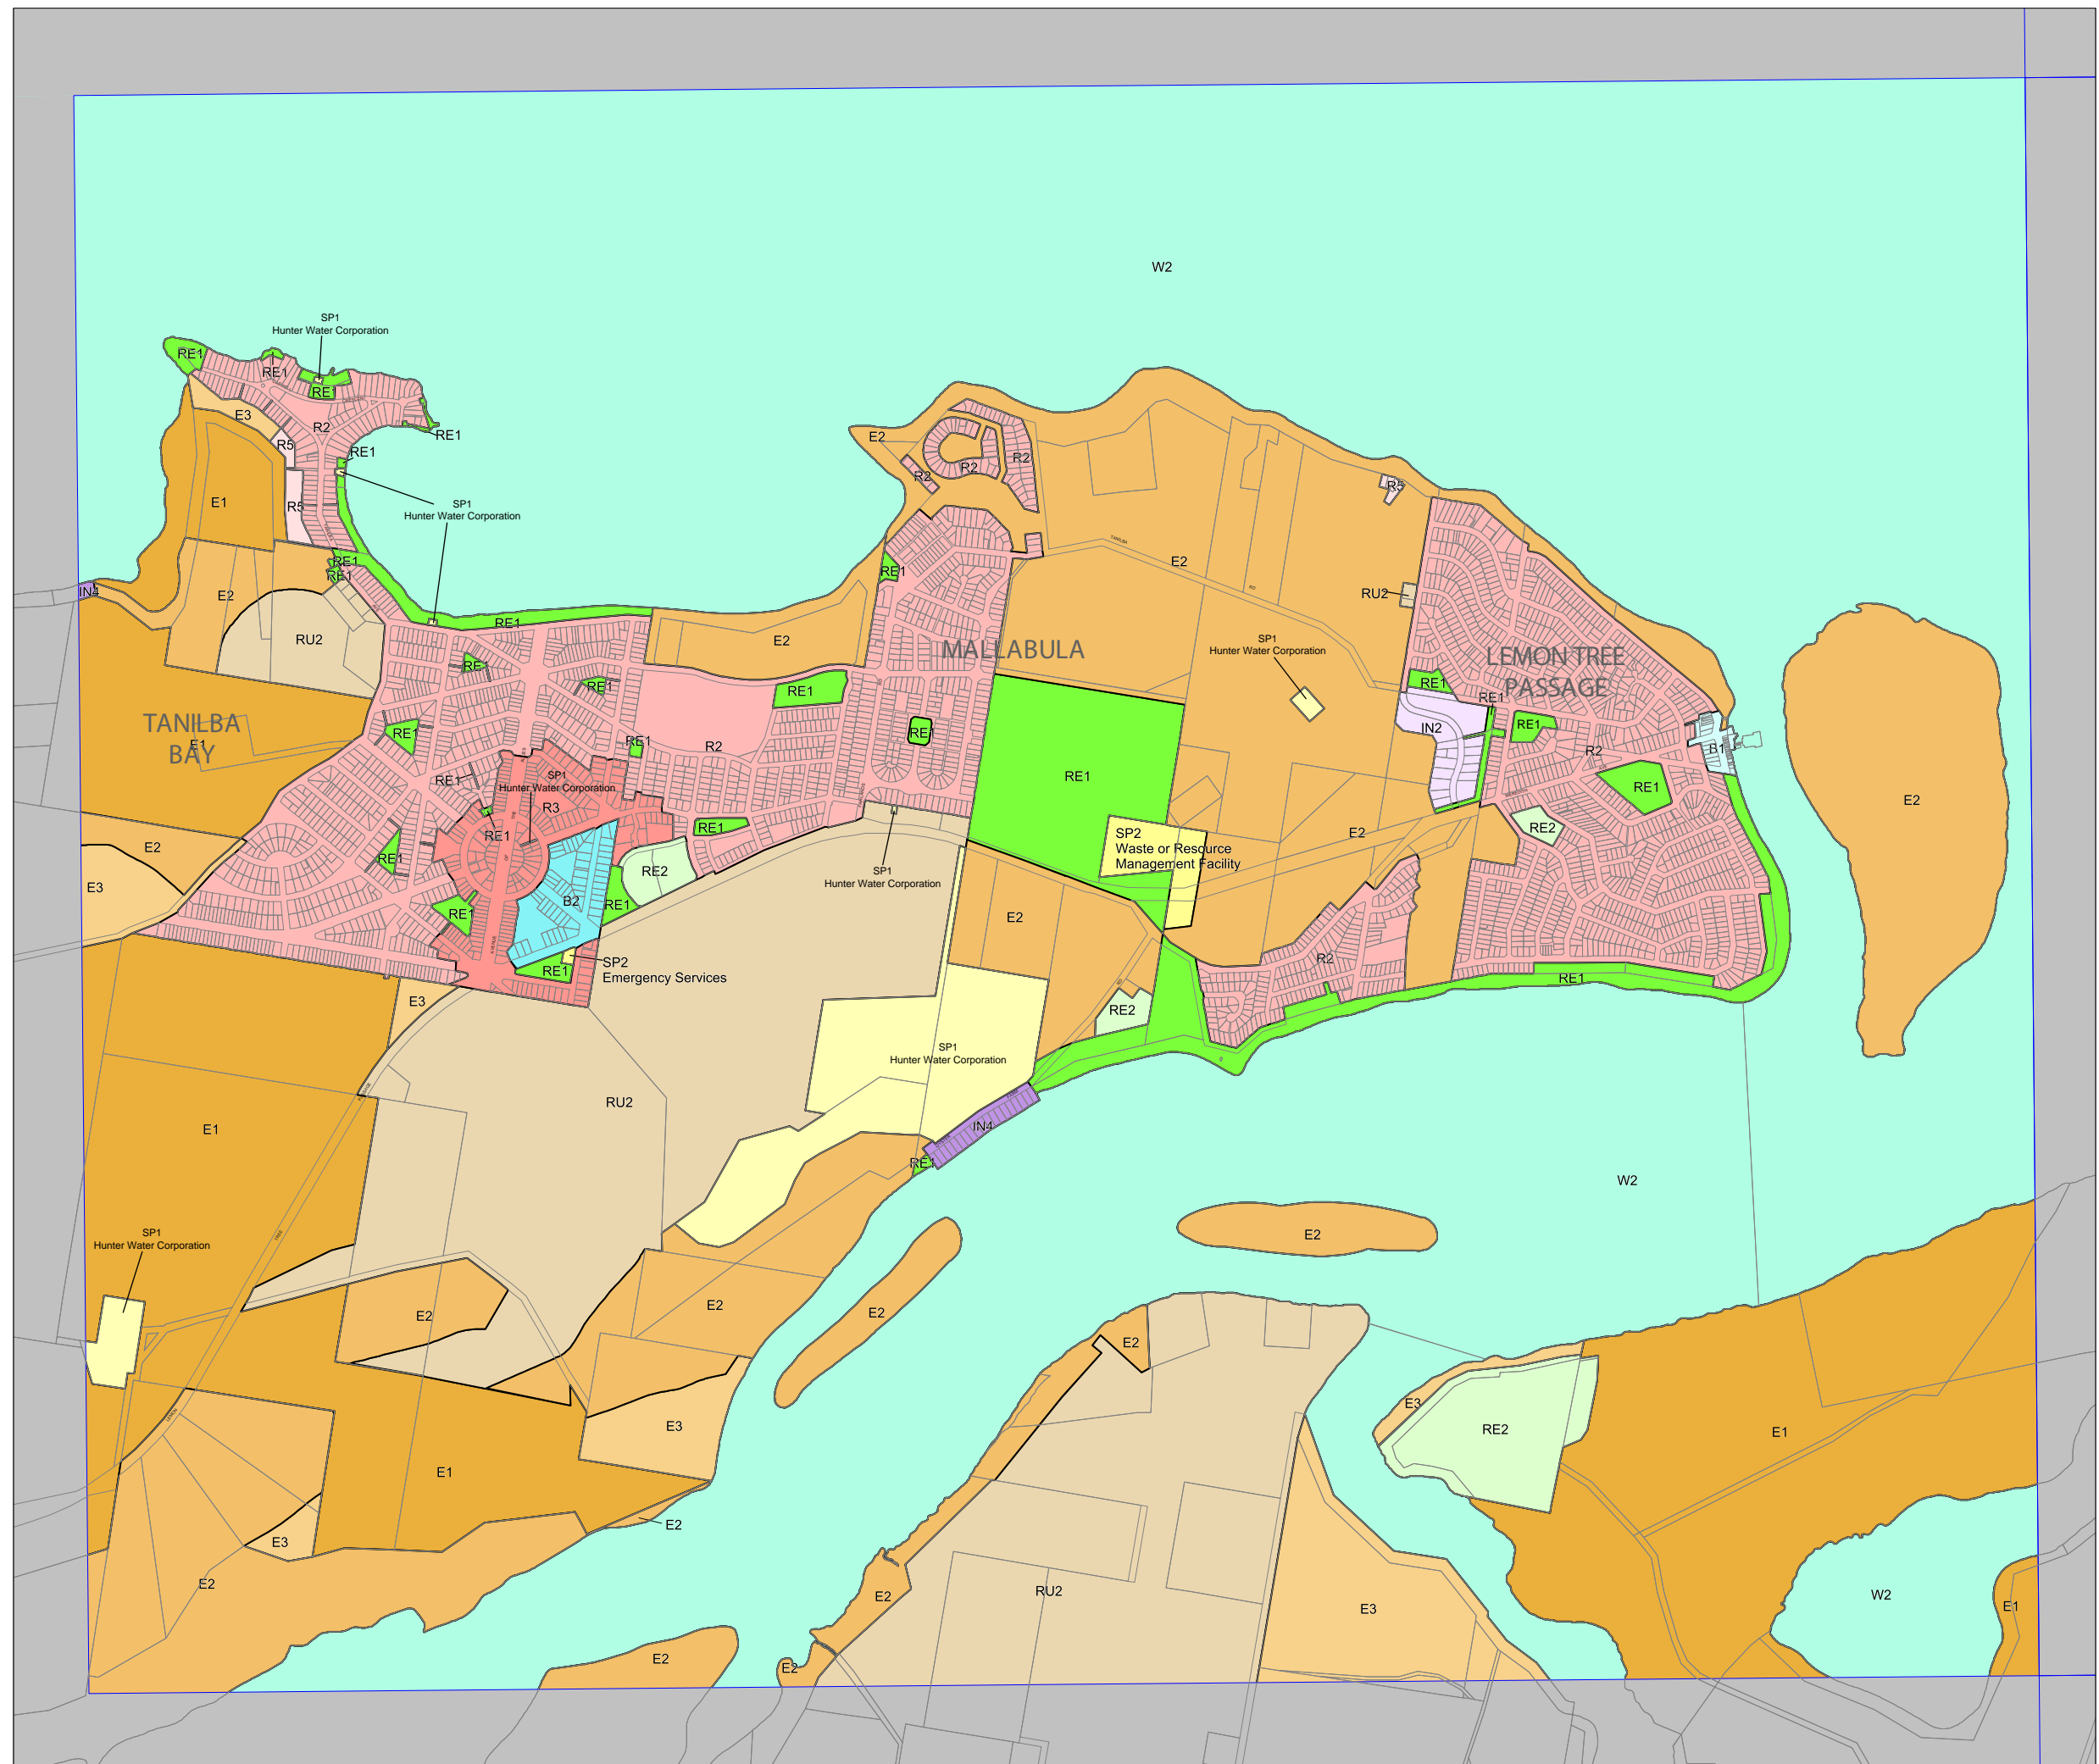 W2
SP1
Hunter Water Corporation
RE1
RE1
RE1
E3
R2
RE1
R5
RE1
E2
R2
R2
R2
R5
E1
R5
SP1
Hunter Water Corporation
RE1
RE1
RE1
E2
TANILBA
RD
IN4
E2
RU2
RE1
RU2
E2
MALLABULA
SP1
Hunter Water Corporation
LEMON TREE
PASSAGE
RE1
RE1
RE1
RE1
RE1
TANILBA
BAY
E1
RE1
RE1
R2
RE1
IN2
RE1
R2
B1
RE1
SP1
Hunter Water Corporation
R3
RE1
RE1
RE1
RE1
E2
SP2
Waste or Resource
Management Facility
E2
RE2
E2
RE1
RE2
SP1
Hunter Water Corporation
E3
B2
RE1
RE1
E2
R2
SP2
Emergency Services
RE1
RE1
E3
RE2
SP1
Hunter Water Corporation
RU2
E1
IN4
RE1
W2
SP1
Hunter Water Corporation
E2
E2
E2
E2
E2
E3
E3
RE2
E1
E1
E2
E3
E2
E2
RU2
E3
W2
E1
E2
E2